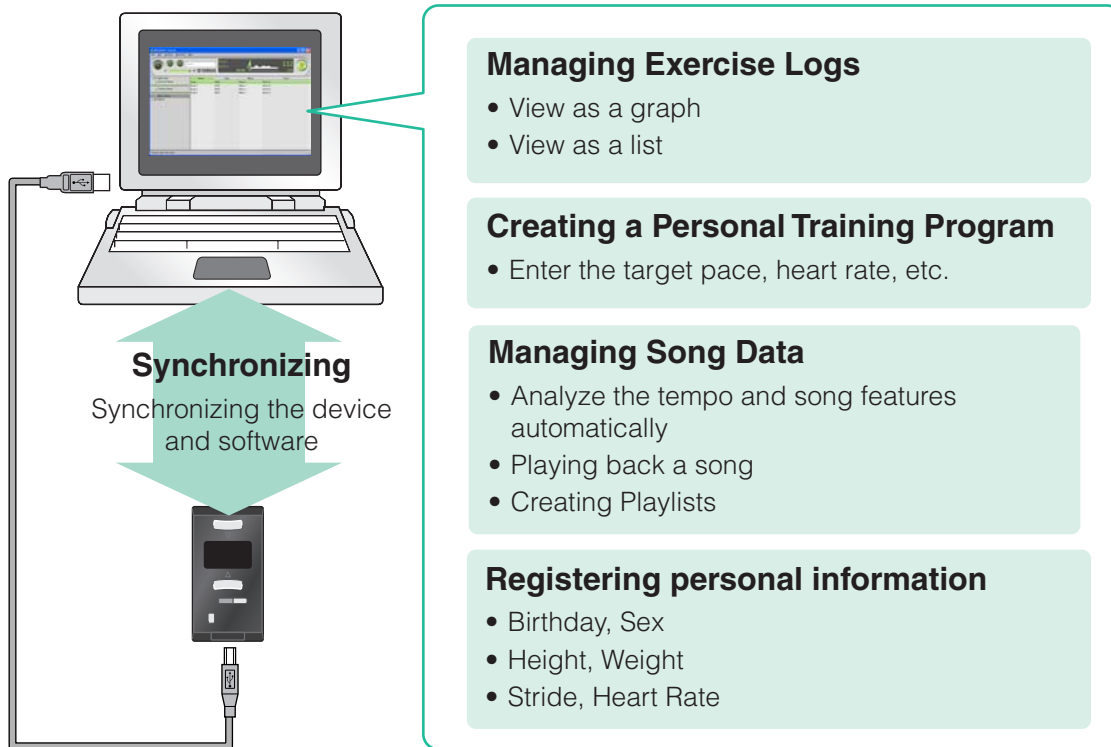 Managing Exercise Logs
• View as a graph
• View as a list
Creating a Personal Training Program
• Enter the target pace, heart rate, etc.
Synchronizing
Synchronizing the device
and software
Managing Song Data
• Analyze the tempo and song features
automatically
• Playing back a song
• Creating Playlists
Registering personal information
• Birthday, Sex
• Height, Weight
• Stride, Heart Rate